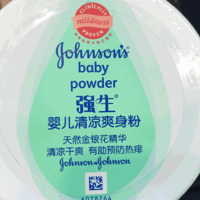 CLINICALLY
mildness
PROVEN
Johnson's
baby
powder
强生®
婴儿清凉爽身粉
天然金银花精华
清凉干爽 有助预防热痱
Johnson & Johnson